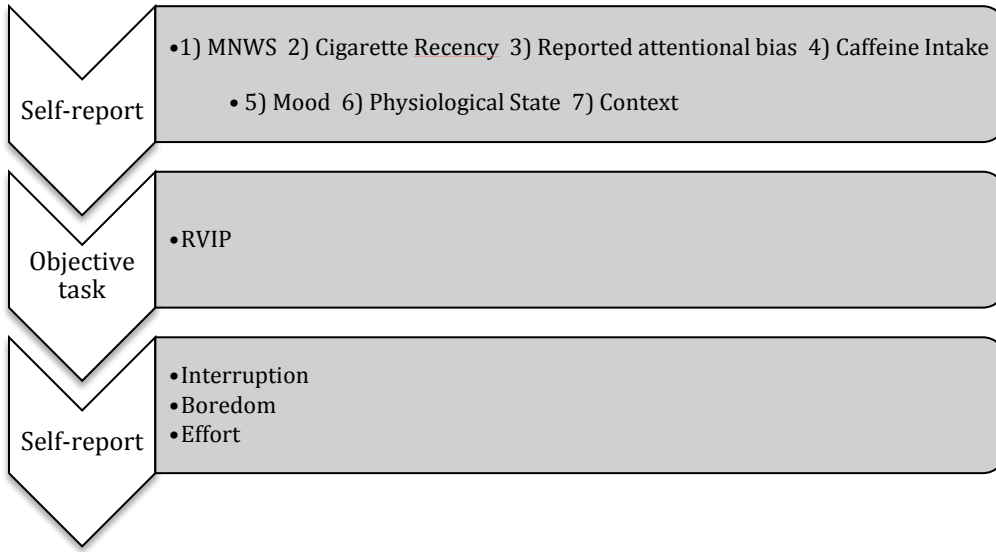 Self-report
•1) MNWS 2) Cigarette Recency 3) Reported attentional bias 4) Caffeine Intake
• 5) Mood 6) Physiological State 7) Context
Objective
task
•RVIP
Self-report
•Interruption
•Boredom
•Effort